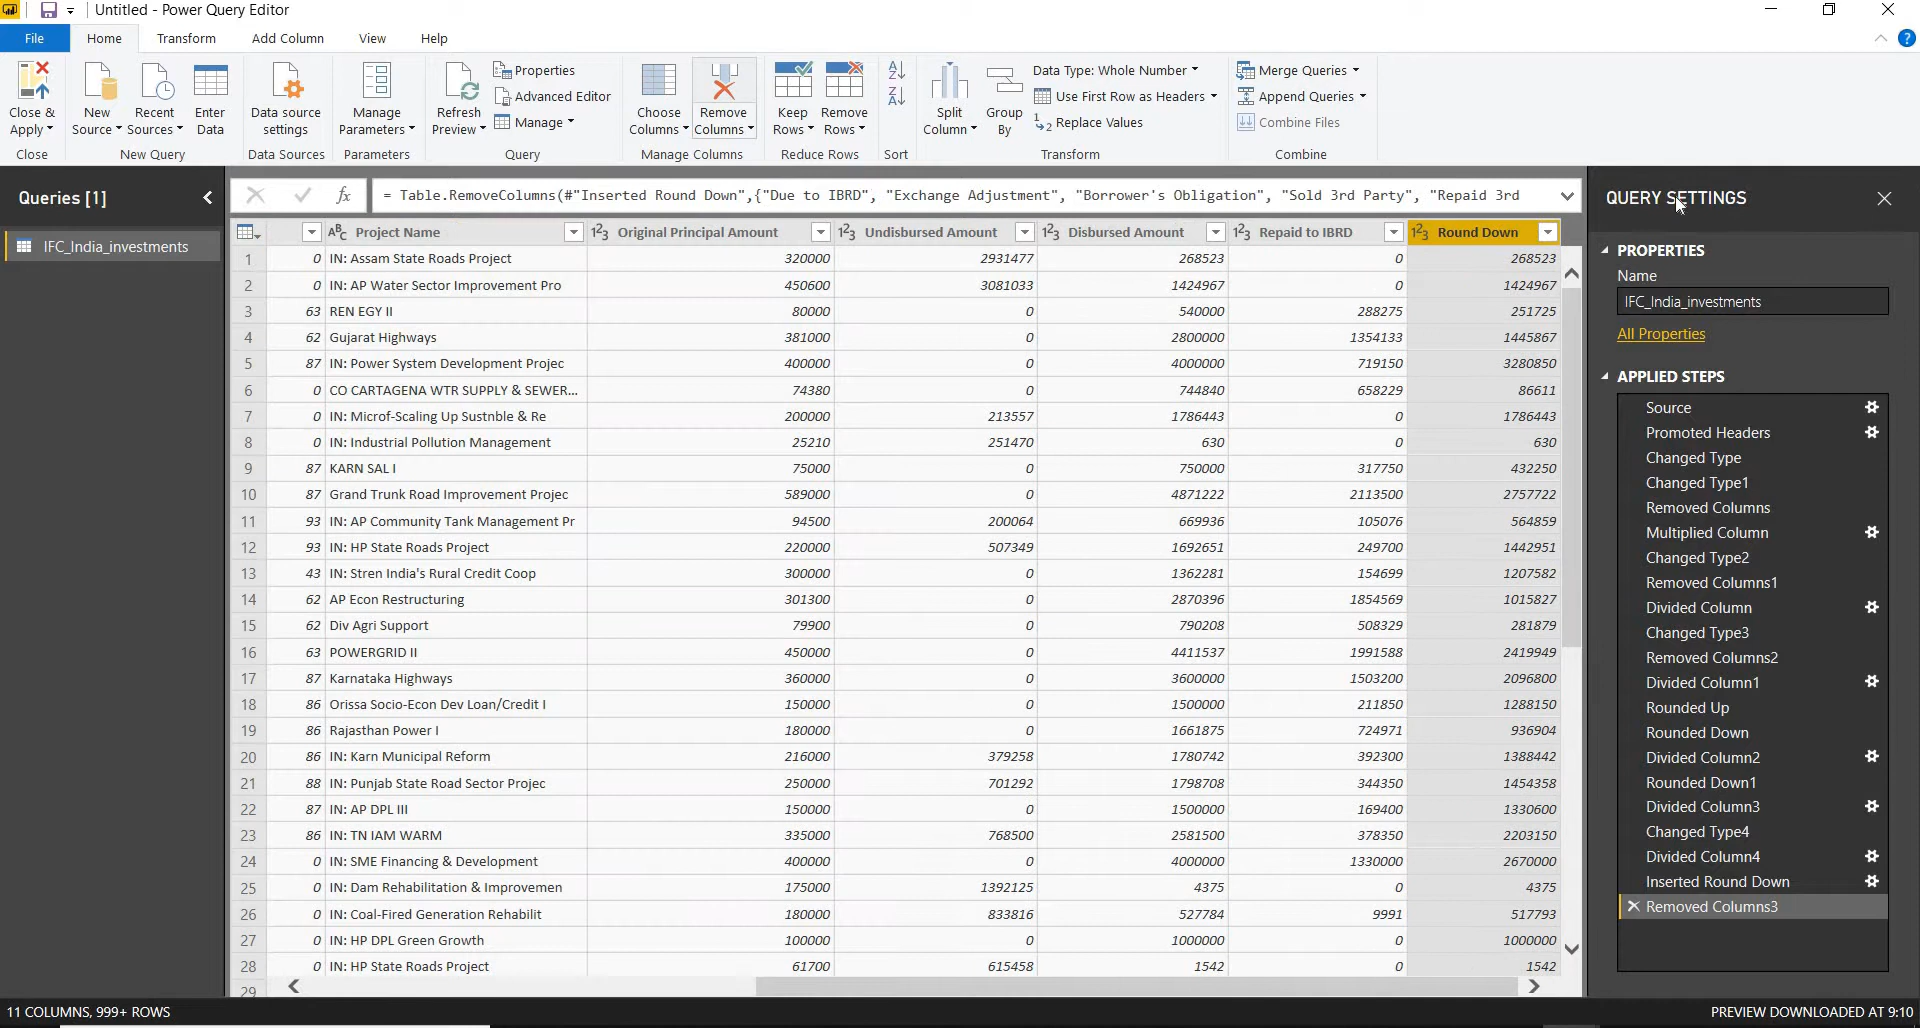 Untitled - Power Query Editor
File Home Transform Add Column View Help
Close & Apply
New Source
Recent Sources
Enter Data
Data source settings
Manage Parameters
Refresh Preview
Properties
Advanced Editor
Manage
Choose Columns
Remove Columns
Keep Rows
Remove Rows
Split Column
Group By
Data Type: Whole Number
Use First Row as Headers
Replace Values
Merge Queries
Append Queries
Combine Files
Close New Query Data Sources Parameters Query Manage Columns Reduce Rows Sort Transform Combine
Queries [1]
IFC_India_investments
fx = Table.RemoveColumns(#"Inserted Round Down",{"Due to IBRD", "Exchange Adjustment", "Borrower's Obligation", "Sold 3rd Party", "Repaid 3rd
ABC Project Name 123 Original Principal Amount 123 Undisbursed Amount 123 Disbursed Amount 123 Repaid to IBRD 123 Round Down
1 0 IN: Assam State Roads Project 320000 2931477 268523 0 268523
2 0 IN: AP Water Sector Improvement Pro 450600 3081033 1424967 0 1424967
3 63 REN EGY II 80000 0 540000 288275 251725
4 62 Gujarat Highways 381000 0 2800000 1354133 1445867
5 87 IN: Power System Development Projec 400000 0 4000000 719150 3280850
6 0 CO CARTAGENA WTR SUPPLY & SEWER... 74380 0 744840 658229 86611
7 0 IN: Microf-Scaling Up Sustnble & Re 200000 213557 1786443 0 1786443
8 0 IN: Industrial Pollution Management 25210 251470 630 0 630
9 87 KARN SAL I 75000 0 750000 317750 432250
10 87 Grand Trunk Road Improvement Projec 589000 0 4871222 2113500 2757722
11 93 IN: AP Community Tank Management Pr 94500 200064 669936 105076 564859
12 93 IN: HP State Roads Project 220000 507349 1692651 249700 1442951
13 43 IN: Stren India's Rural Credit Coop 300000 0 1362281 154699 1207582
14 62 AP Econ Restructuring 301300 0 2870396 1854569 1015827
15 62 Div Agri Support 79900 0 790208 508329 281879
16 63 POWERGRID II 450000 0 4411537 1991588 2419949
17 87 Karnataka Highways 360000 0 3600000 1503200 2096800
18 86 Orissa Socio-Econ Dev Loan/Credit I 150000 0 1500000 211850 1288150
19 86 Rajasthan Power I 180000 0 1661875 724971 936904
20 86 IN: Karn Municipal Reform 216000 379258 1780742 392300 1388442
21 88 IN: Punjab State Road Sector Projec 250000 701292 1798708 344350 1454358
22 87 IN: AP DPL III 150000 0 1500000 169400 1330600
23 86 IN: TN IAM WARM 335000 768500 2581500 378350 2203150
24 0 IN: SME Financing & Development 400000 0 4000000 1330000 2670000
25 0 IN: Dam Rehabilitation & Improvemen 175000 1392125 4375 0 4375
26 0 IN: Coal-Fired Generation Rehabilit 180000 833816 527784 9991 517793
27 0 IN: HP DPL Green Growth 100000 0 1000000 0 1000000
28 0 IN: HP State Roads Project 61700 615458 1542 0 1542
29
QUERY SETTINGS
PROPERTIES
Name
IFC_India_investments
All Properties
APPLIED STEPS
Source
Promoted Headers
Changed Type
Changed Type1
Removed Columns
Multiplied Column
Changed Type2
Removed Columns1
Divided Column
Changed Type3
Removed Columns2
Divided Column1
Rounded Up
Rounded Down
Divided Column2
Rounded Down1
Divided Column3
Changed Type4
Divided Column4
Inserted Round Down
Removed Columns3
11 COLUMNS, 999+ ROWS
PREVIEW DOWNLOADED AT 9:10